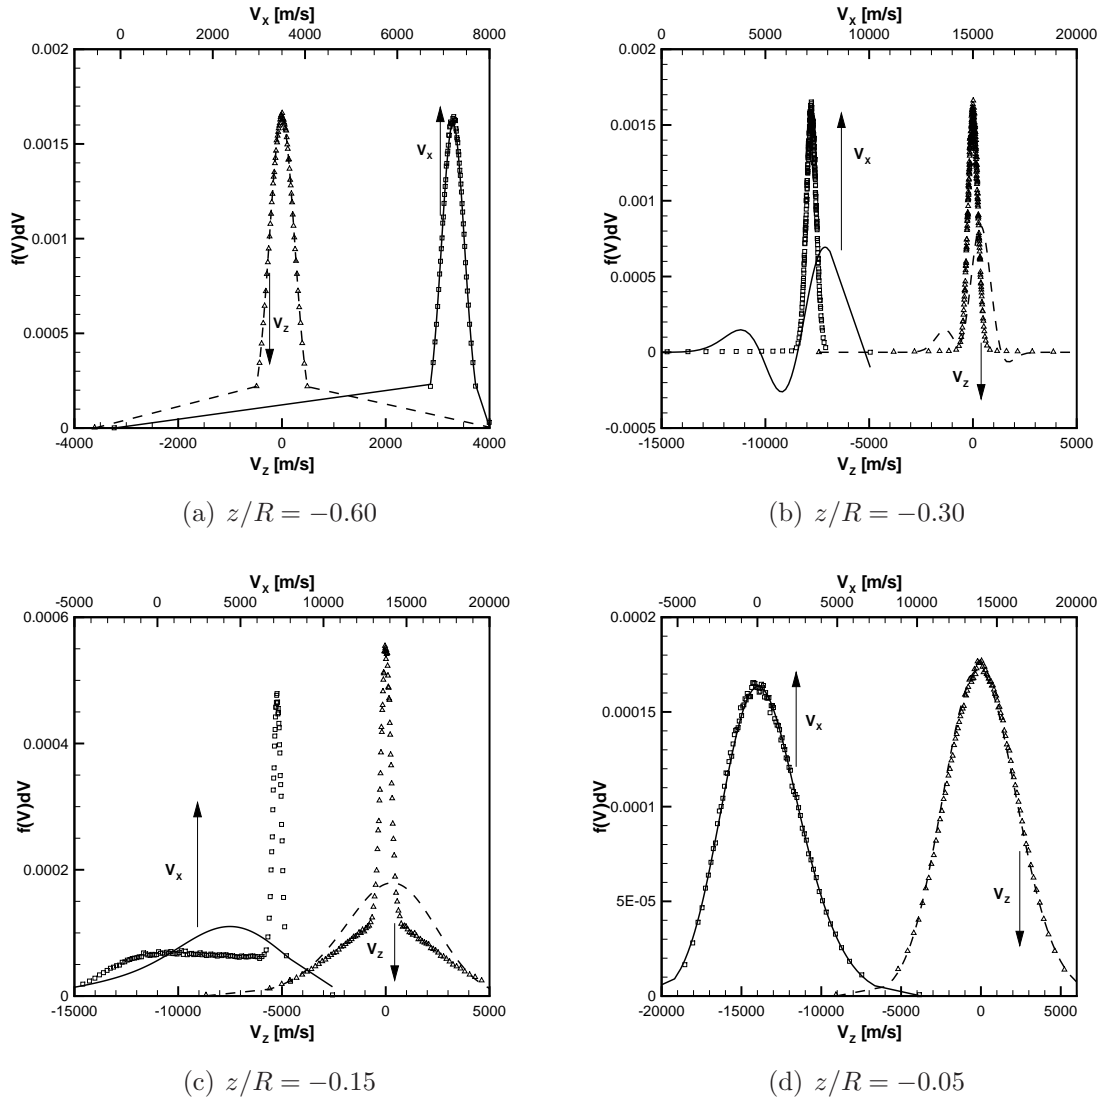 V_x [m/s]
0 2000 4000 6000 8000
0.002
0.0015
0.001
0.0005
0
f(V)dV
V_x
V_z
-4000 -2000 0 2000 4000
V_z [m/s]
(a) z/R = −0.60
V_x [m/s]
0 5000 10000 15000 20000
0.002
0.0015
0.001
0.0005
0
-0.0005
f(V)dV
V_x
V_z
-15000 -10000 -5000 0 5000
V_z [m/s]
(b) z/R = −0.30
V_x [m/s]
-5000 0 5000 10000 15000 20000
0.0006
0.0004
0.0002
0
f(V)dV
V_x
V_z
-15000 -10000 -5000 0 5000
V_z [m/s]
(c) z/R = −0.15
V_x [m/s]
-5000 0 5000 10000 15000 20000
0.0002
0.00015
0.0001
5E-05
0
f(V)dV
V_x
V_z
-20000 -15000 -10000 -5000 0 5000
V_z [m/s]
(d) z/R = −0.05